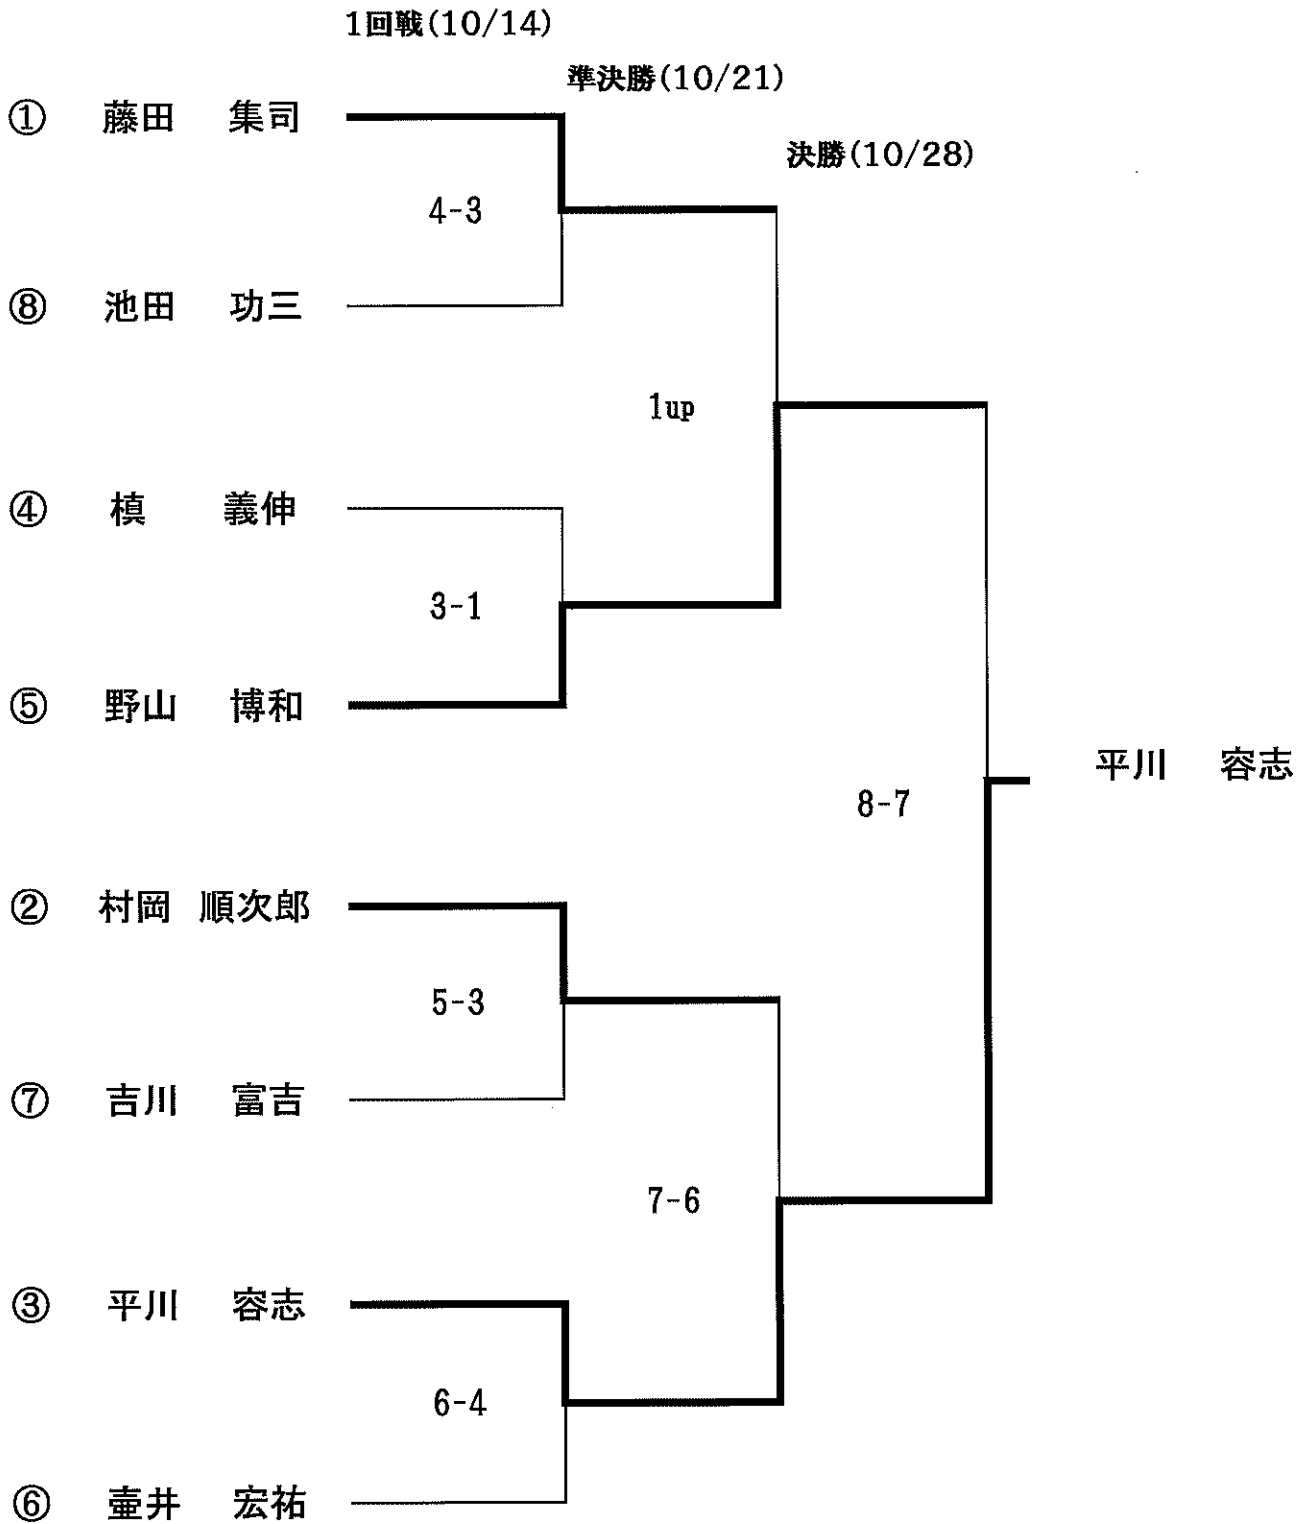 1回戦(10/14)
準決勝(10/21)
① 藤田 集司
決勝(10/28)
4-3
⑧ 池田 功三
1up
④ 槙 義伸
3-1
⑤ 野山 博和
平川 容志
8-7
② 村岡 順次郎
5-3
⑦ 吉川 富吉
7-6
③ 平川 容志
6-4
⑥ 壷井 宏祐